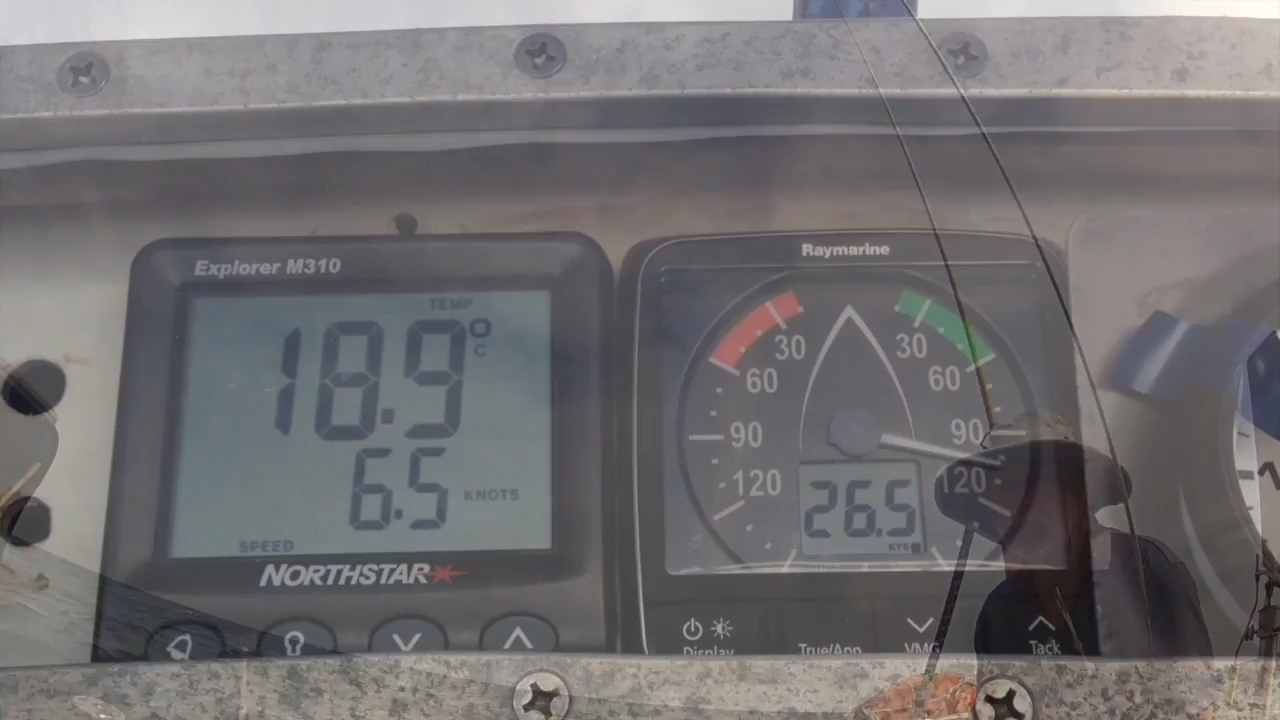 Explorer M310
TEMP
18.9°
C
6.5 KNOTS
SPEED
NORTHSTAR
Raymarine
30 30
60 60
90 90
120 120
26.5
KTS
Display True/App VMG Tack